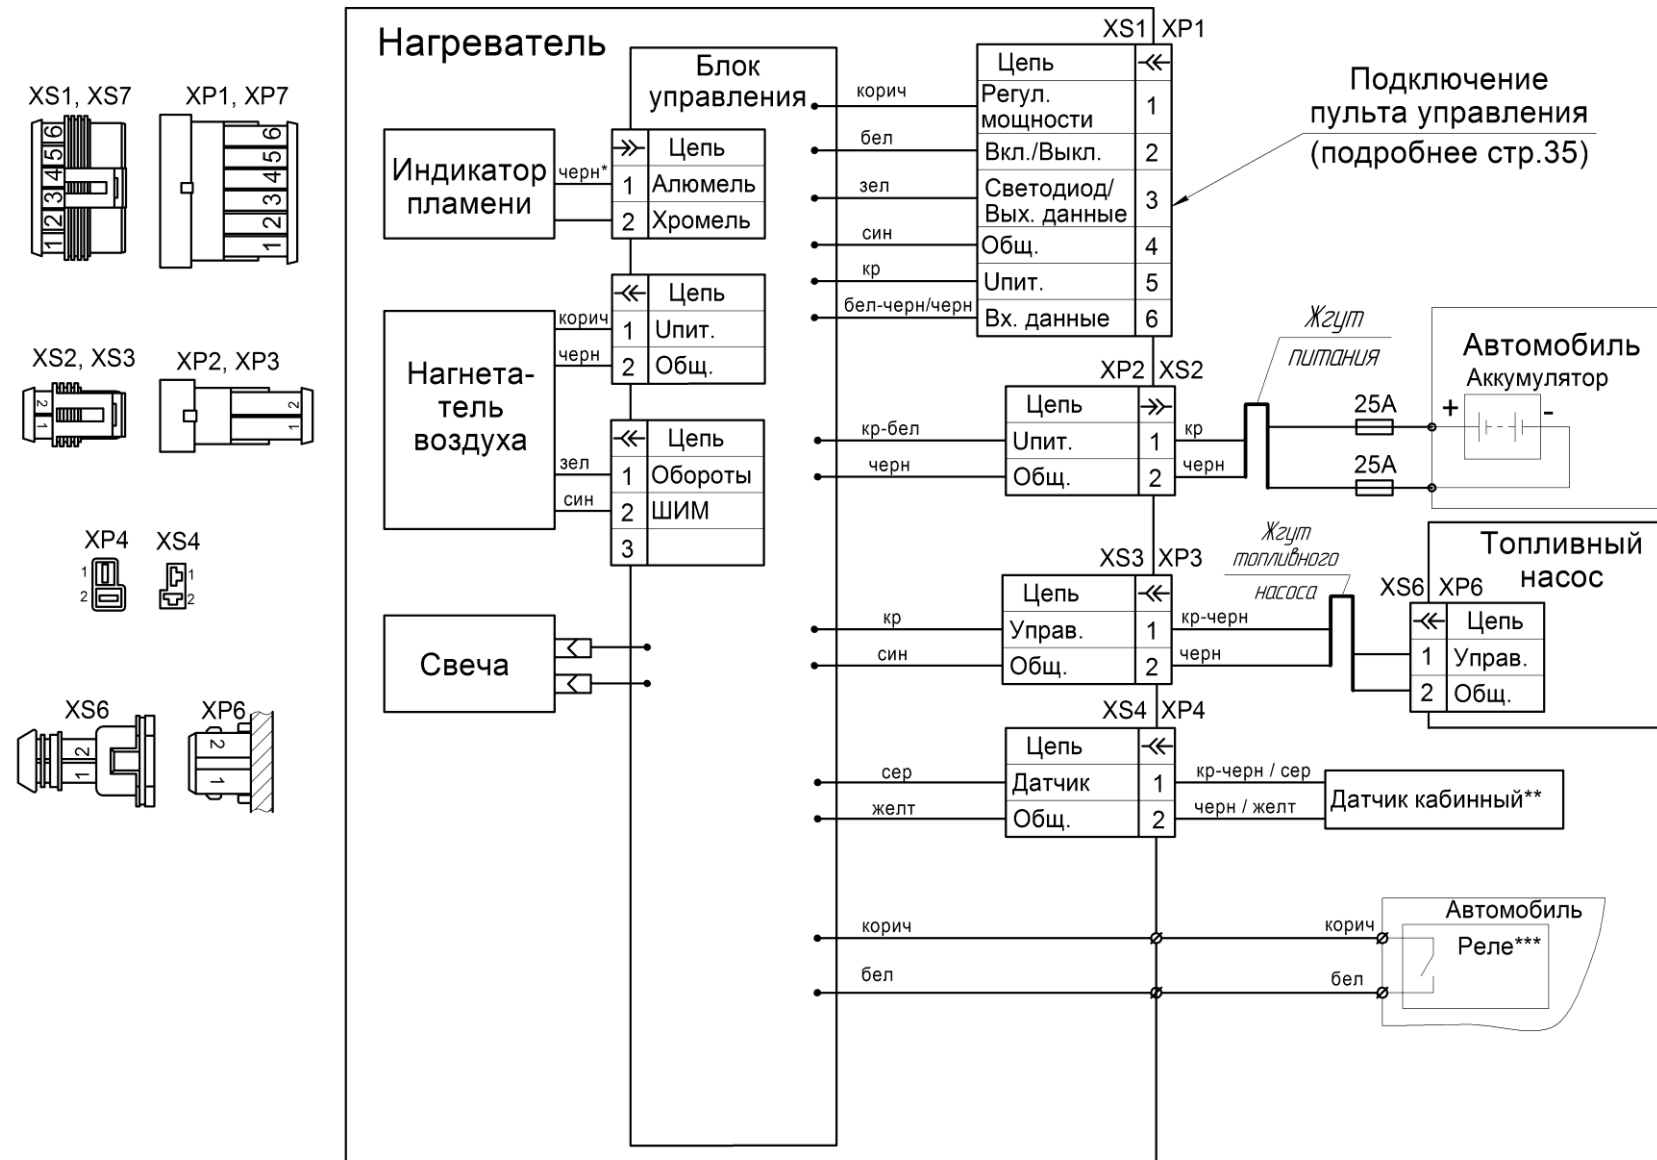 XS1, XS7
XP1, XP7
6
5
4
3
2
1
6
5
4
3
2
1
XS2, XS3
XP2, XP3
2
1
2
1
XP4
XS4
1
2
1
2
XS6
XP6
2
1
2
1
Нагреватель
Блок
управления
Индикатор
пламени
черн*
Цепь
1 Алюмель
2 Хромель
Нагнета-
тель
воздуха
корич
черн
Цепь
1 Uпит.
2 Общ.
зел
син
Цепь
1 Обороты
2 ШИМ
3
Свеча
XS1 XP1
Цепь
корич
Регул.
мощности 1
бел
Вкл./Выкл. 2
зел
Светодиод/
Вых. данные 3
син
Общ. 4
кр
Uпит. 5
бел-черн/черн
Вх. данные 6
Подключение
пульта управления
(подробнее стр.35)
XP2 XS2
Цепь
кр-бел
Uпит. 1
кр
черн
Общ. 2
черн
Жгут
питания
25А
25А
Автомобиль
Аккумулятор
+ -
XS3 XP3
Цепь
кр
Управ. 1
кр-черн
син
Общ. 2
черн
Жгут
топливного
насоса
Топливный
насос
XS6 XP6
Цепь
1 Управ.
2 Общ.
XS4 XP4
Цепь
сер
Датчик 1
кр-черн / сер
желт
Общ. 2
черн / желт
Датчик кабинный**
корич
корич
бел
бел
Автомобиль
Реле***